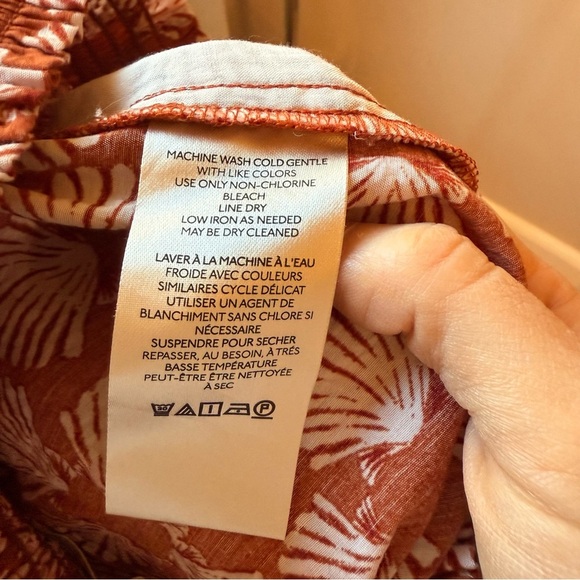 MACHINE WASH COLD GENTLE
WITH LIKE COLORS
USE ONLY NON-CHLORINE
BLEACH
LINE DRY
LOW IRON AS NEEDED
MAY BE DRY CLEANED
LAVER À LA MACHINE À L'EAU
FROIDE AVEC COULEURS
SIMILAIRES CYCLE DÉLICAT
UTILISER UN AGENT DE
BLANCHIMENT SANS CHLORE SI
NÉCESSAIRE
SUSPENDRE POUR SECHER
REPASSER, AU BESOIN, À TRÉS
BASSE TEMPÉRATURE
PEUT-ÊTRE ÊTRE NETTOYÉE
À SEC